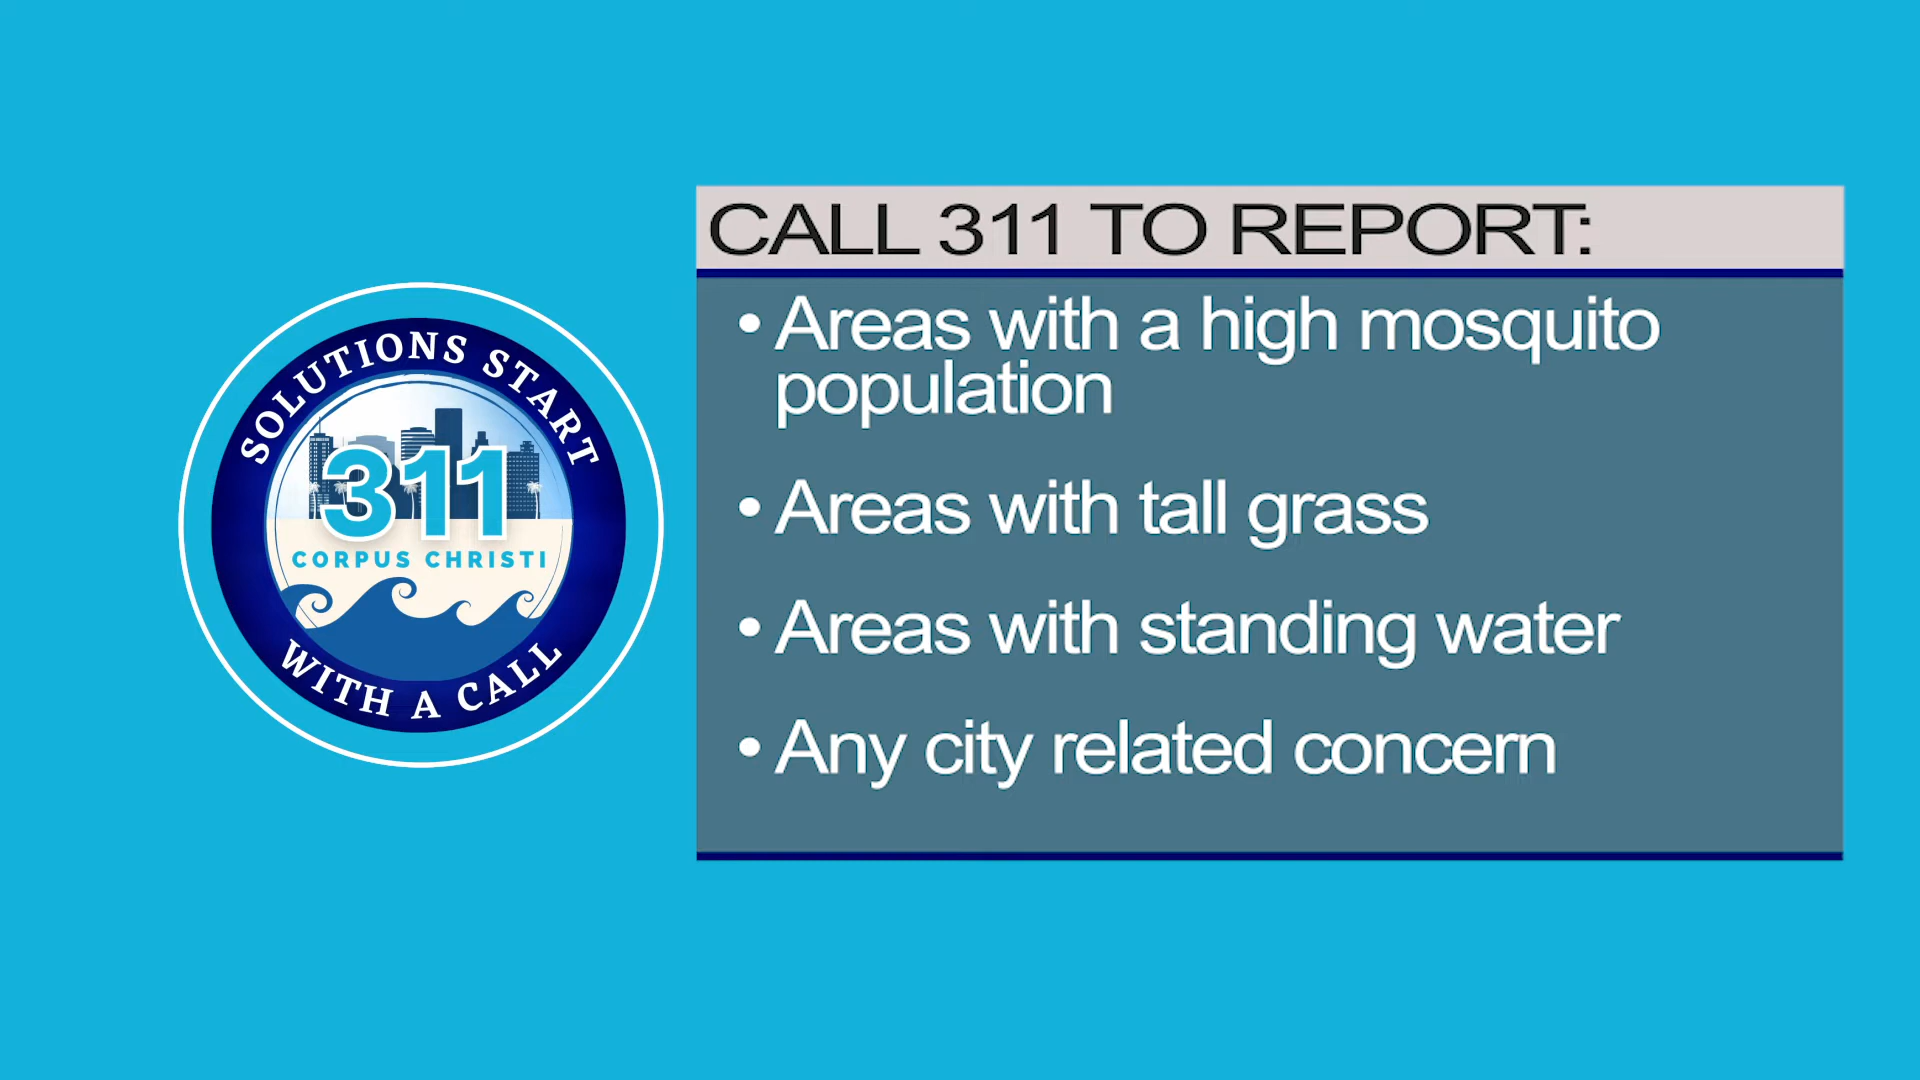 SOLUTIONS START
311
CORPUS CHRISTI
WITH A CALL
CALL 311 TO REPORT:
• Areas with a high mosquito
population
• Areas with tall grass
• Areas with standing water
• Any city related concern